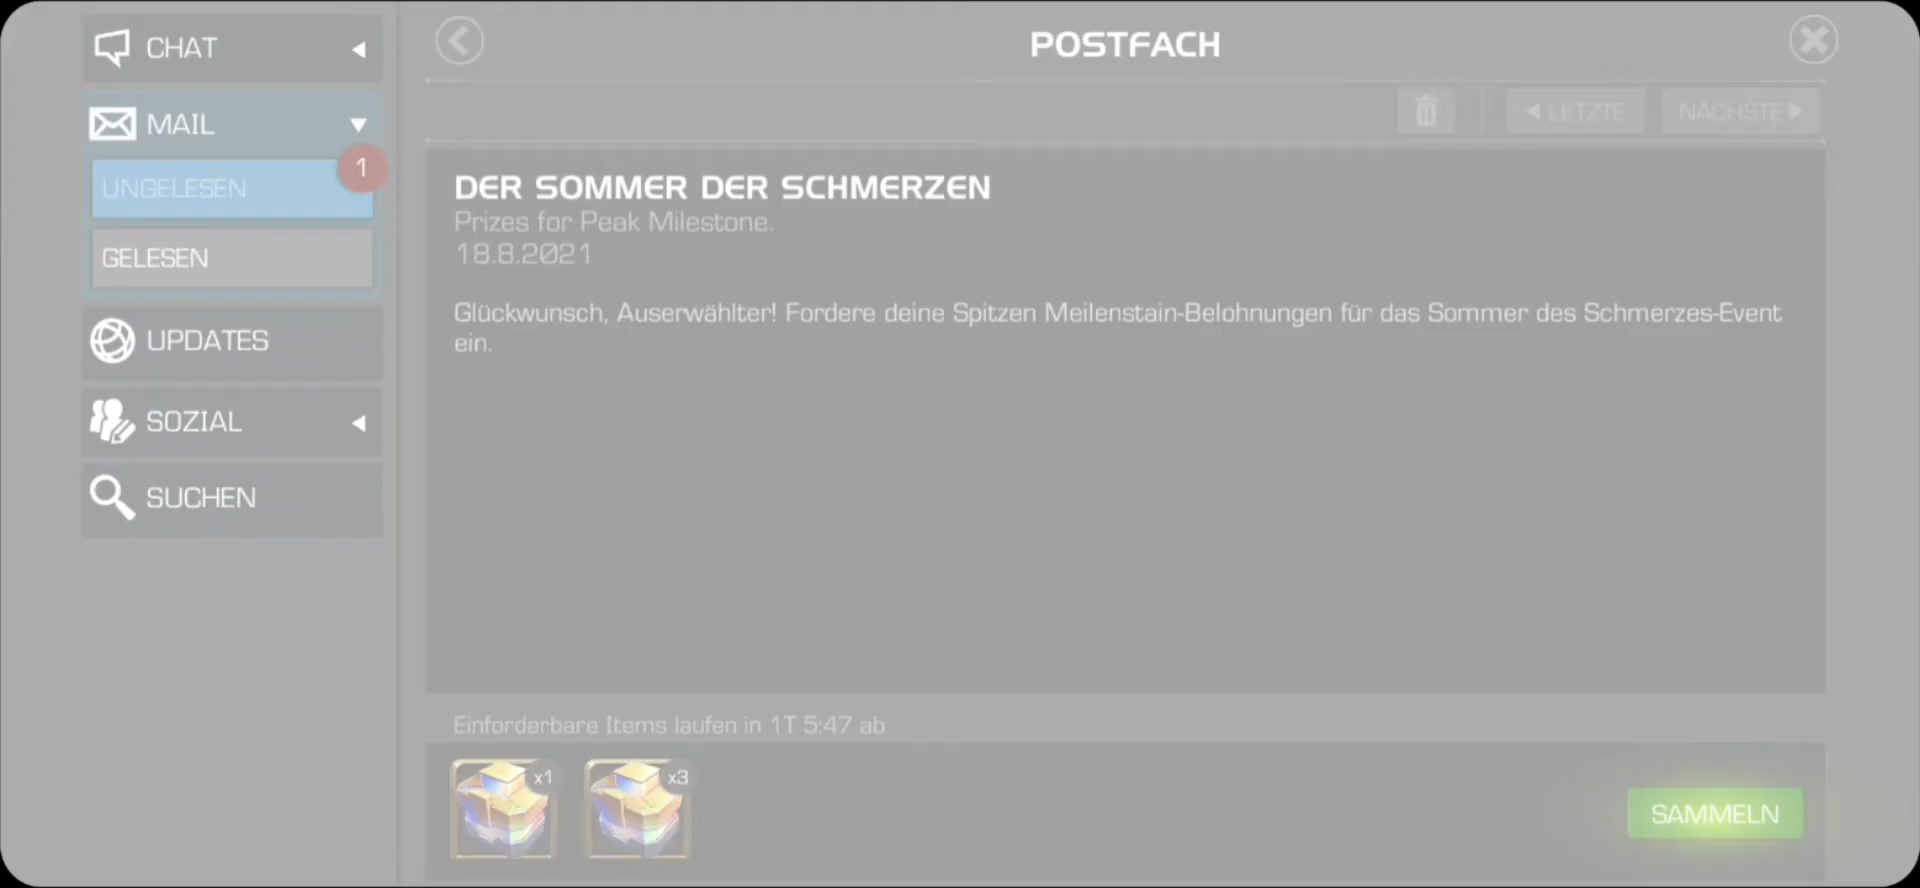 CHAT
MAIL
1
UNGELESEN
GELESEN
UPDATES
SOZIAL
SUCHEN
POSTFACH
LETZTE
NÄCHSTE
DER SOMMER DER SCHMERZEN
Prizes for Peak Milestone.
18.8.2021
Glückwunsch, Auserwählter! Fordere deine Spitzen Meilenstain-Belohnungen für das Sommer des Schmerzes-Event
ein.
Einforderbare Items laufen in 1T 5:47 ab
x1
x3
SAMMELN